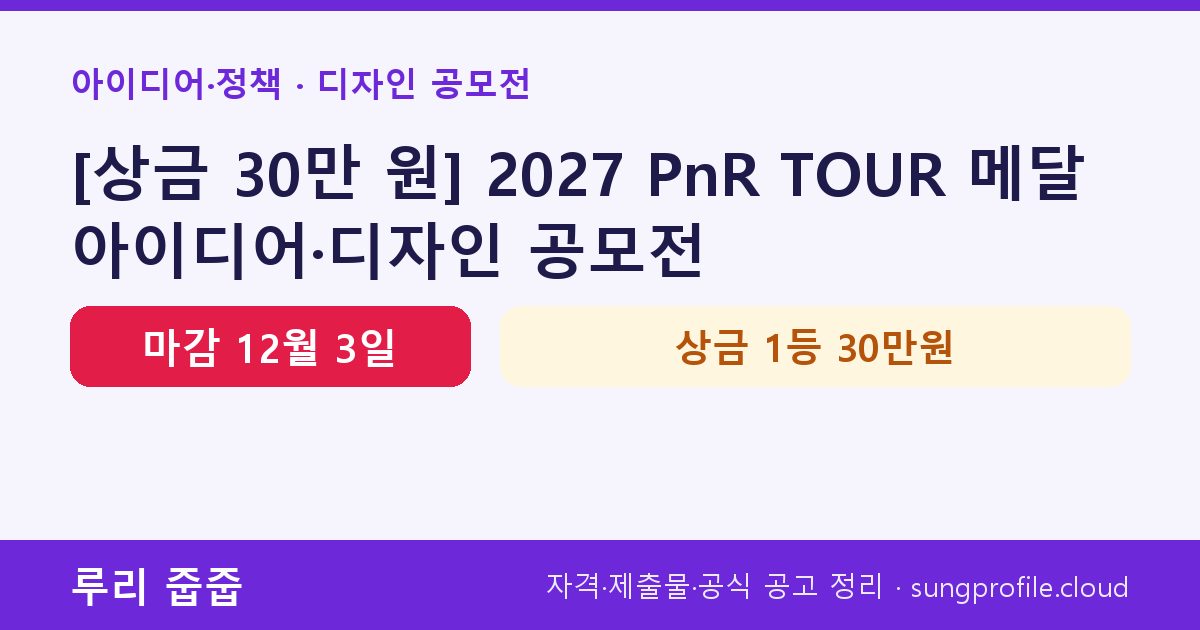 아이디어·정책 · 디자인 공모전
[상금 30만 원] 2027 PnR TOUR 메달
아이디어·디자인 공모전
마감 12월 3일
상금 1등 30만원
루리 줍줍
자격·제출물·공식 공고 정리 · sungprofile.cloud